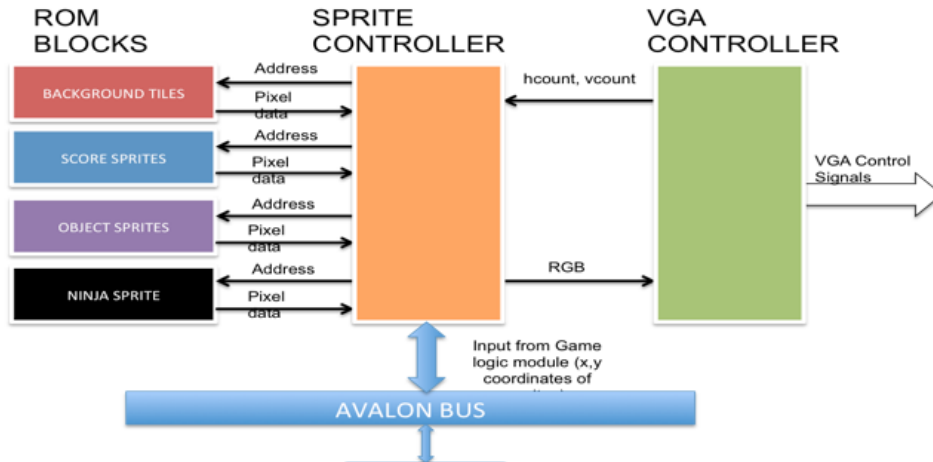 ROM
BLOCKS
SPRITE
CONTROLLER
VGA
CONTROLLER
BACKGROUND TILES
Address
Pixel
data
hcount, vcount
SCORE SPRITES
Address
Pixel
data
VGA Control
Signals
OBJECT SPRITES
Address
Pixel
data
NINJA SPRITE
Address
Pixel
data
RGB
Input from Game
logic module (x,y
coordinates of
AVALON BUS